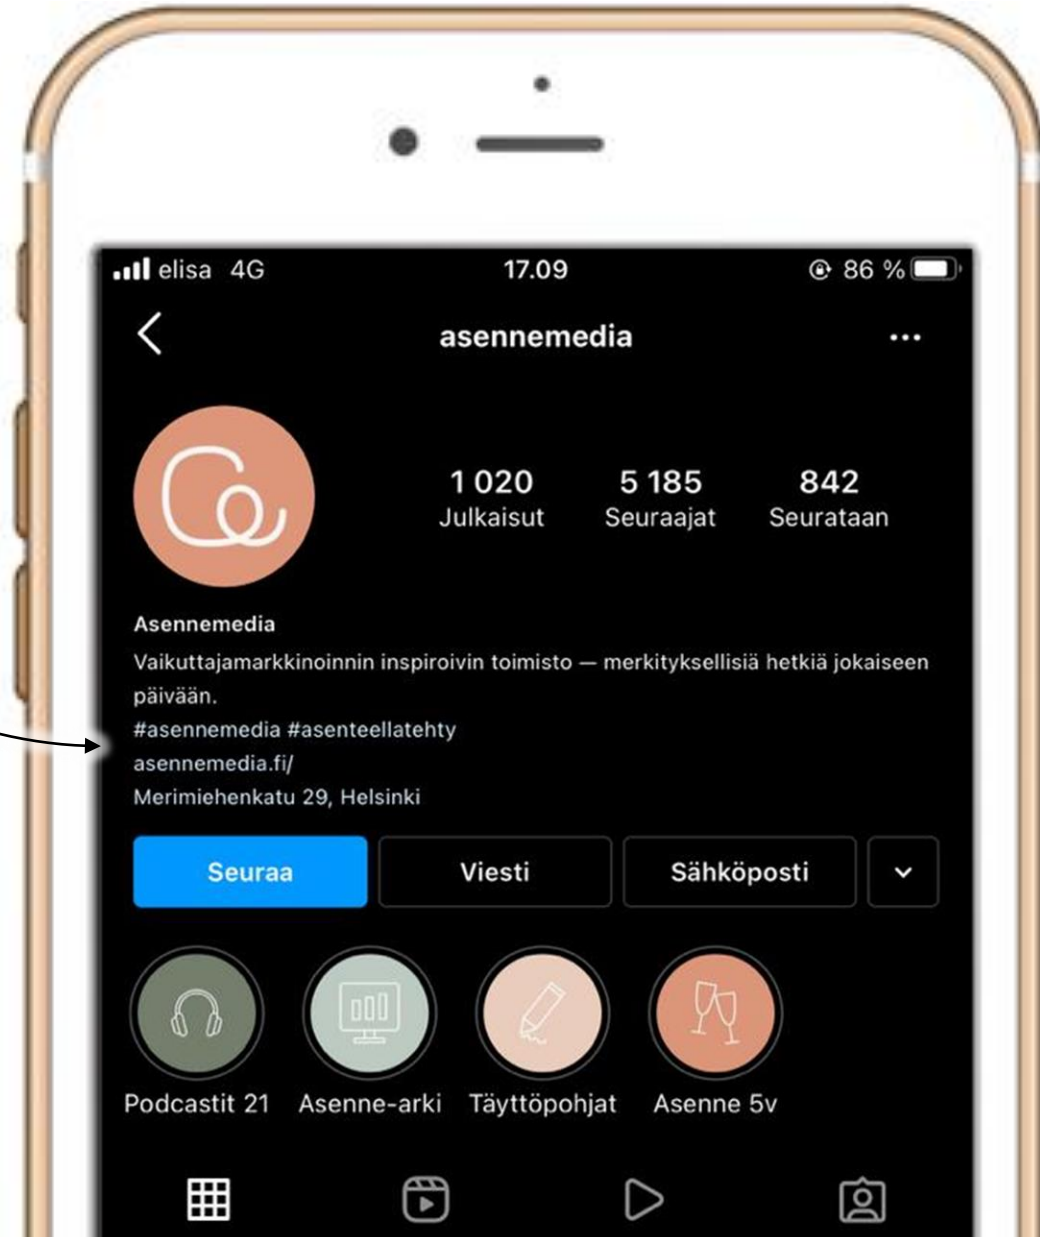 elisa 4G 17.09 86 %
asennemedia
1 020 5 185 842
Julkaisut Seuraajat Seurataan
Asennemedia
Vaikuttajamarkkinoinnin inspiroivin toimisto — merkityksellisiä hetkiä jokaiseen
päivään.
#asennemedia #asenteellatehty
asennemedia.fi/
Merimiehenkatu 29, Helsinki
Seuraa Viesti Sähköposti
Podcastit 21 Asenne-arki Täyttöpohjat Asenne 5v